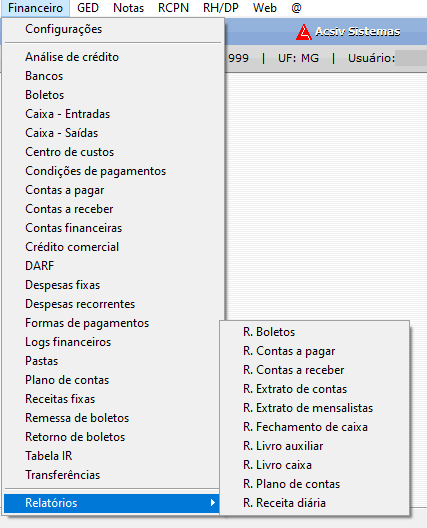 Financeiro GED Notas RCPN RH/DP Web @
Configurações
Acsiv Sistemas
Análise de crédito
999 | UF: MG | Usuário:
Bancos
Boletos
Caixa - Entradas
Caixa - Saídas
Centro de custos
Condições de pagamentos
Contas a pagar
Contas a receber
Contas financeiras
Crédito comercial
DARF
Despesas fixas
Despesas recorrentes
Formas de pagamentos
Logs financeiros
Pastas
Plano de contas
Receitas fixas
Remessa de boletos
Retorno de boletos
Tabela IR
Transferências
Relatórios
R. Boletos
R. Contas a pagar
R. Contas a receber
R. Extrato de contas
R. Extrato de mensalistas
R. Fechamento de caixa
R. Livro auxiliar
R. Livro caixa
R. Plano de contas
R. Receita diária